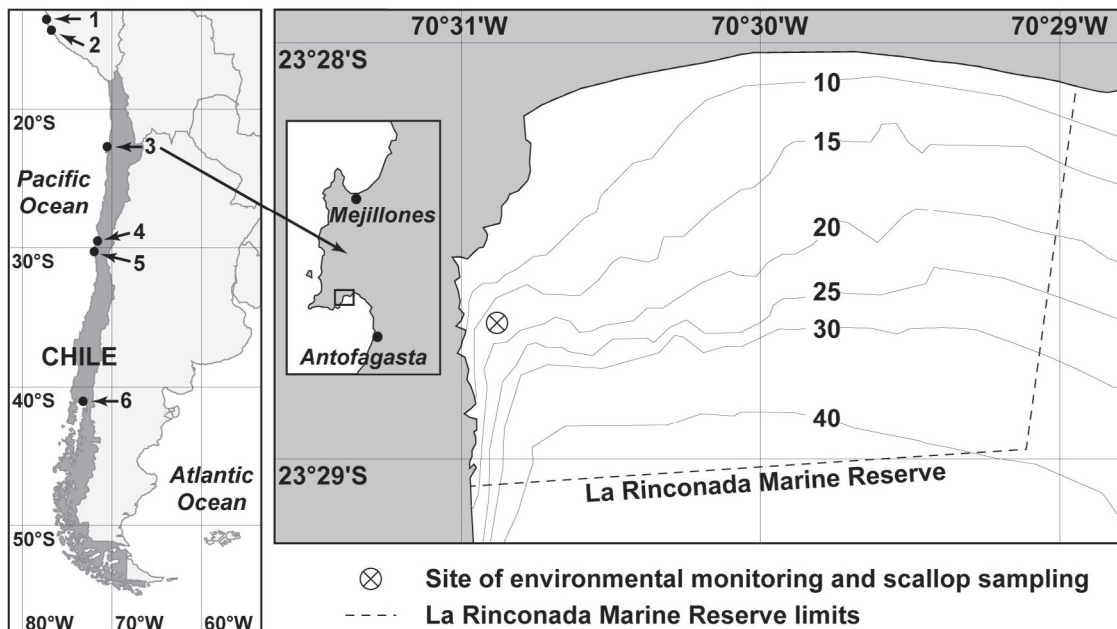 1
2
20°S
3
Pacific
Ocean
4
5
30°S
CHILE
40°S
6
Atlantic
Ocean
50°S
80°W 70°W 60°W
70°31'W 70°30'W 70°29'W
23°28'S
10
15
20
25
30
40
Mejillones
Antofagasta
23°29'S
La Rinconada Marine Reserve
Site of environmental monitoring and scallop sampling
La Rinconada Marine Reserve limits